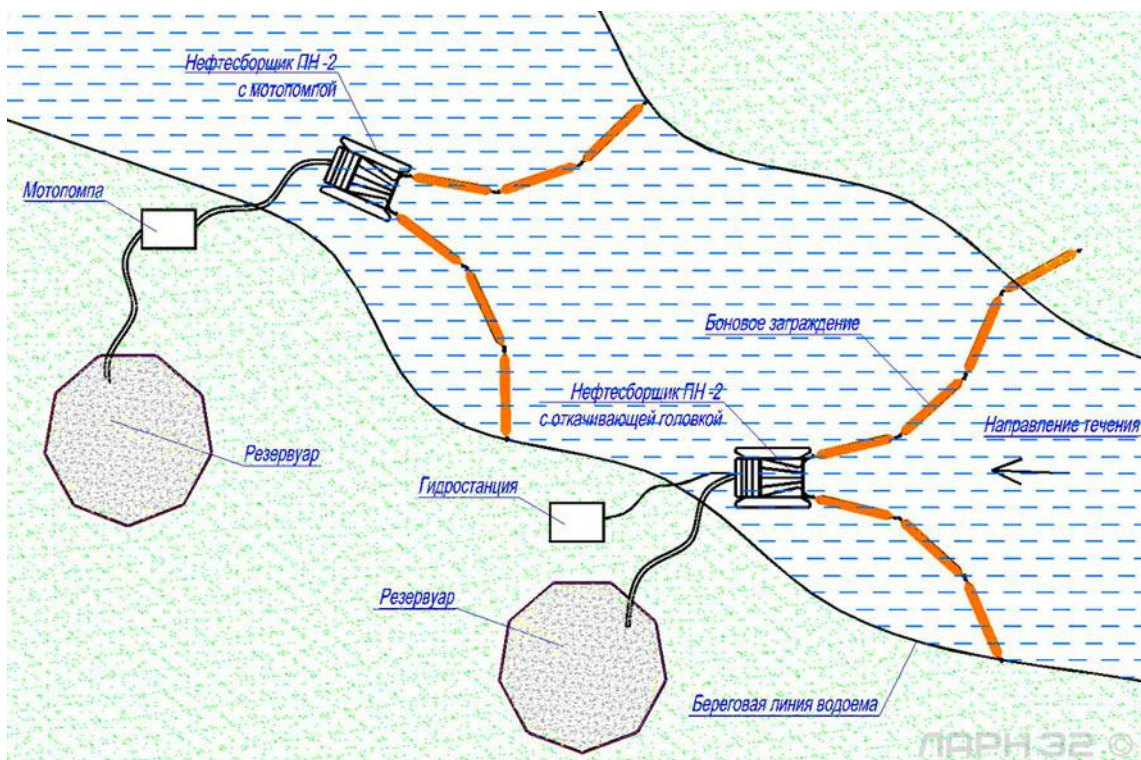 Нефтесборщик ПН -2
с мотопомпой
Мотопомпа
Боновое заграждение
Нефтесборщик ПН -2
с откачивающей головкой
Направление течения
Резервуар
Гидростанция
Резервуар
Береговая линия водоема
ЛАРН 32 ©